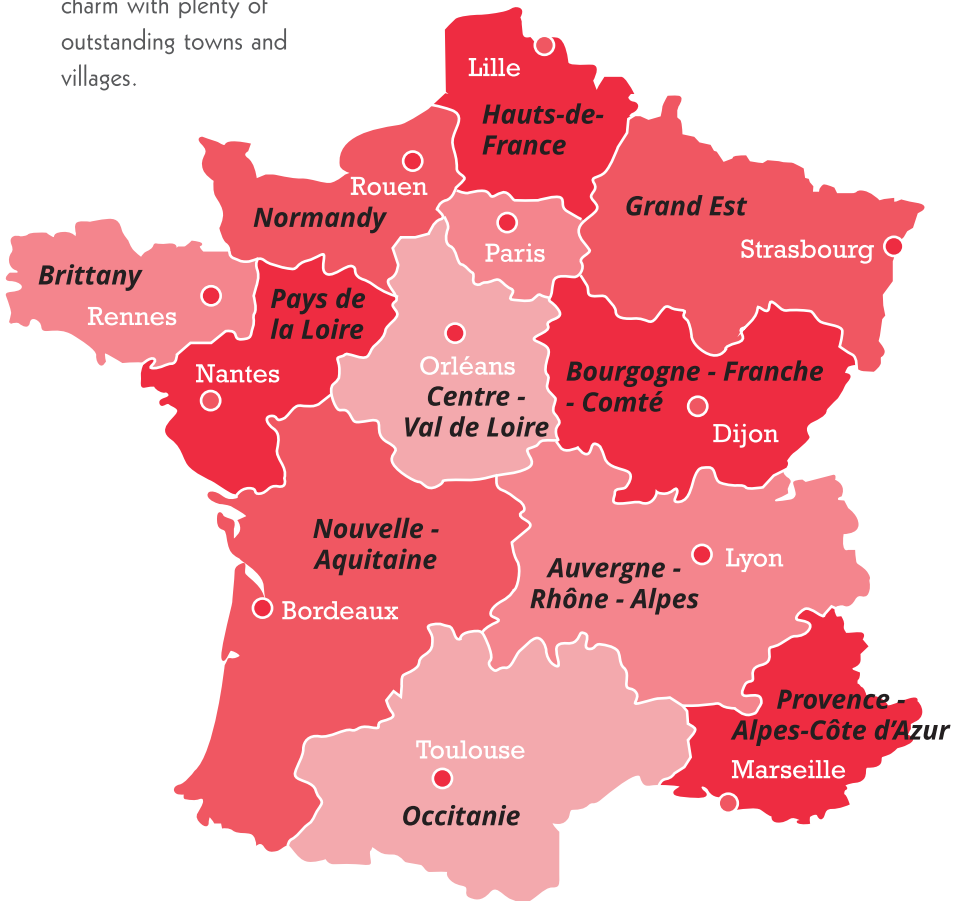 charm with plenty of
outstanding towns and
villages.
Lille
Hauts-de-
France
Rouen
Normandy
Grand Est
Paris
Strasbourg
Brittany
Rennes
Pays de
la Loire
Nantes
Orléans
Centre -
Val de Loire
Bourgogne - Franche
- Comté
Dijon
Nouvelle -
Aquitaine
Auvergne -
Rhône - Alpes
Lyon
Bordeaux
Provence -
Alpes-Côte d’Azur
Toulouse
Marseille
Occitanie